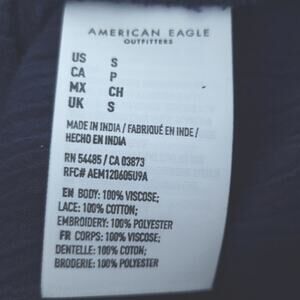 AMERICAN EAGLE
OUTFITTERS
US S
CA P
MX CH
UK S
MADE IN INDIA / FABRIQUÉ EN INDE /
HECHO EN INDIA
RN 54485 / CA 03873
RFC# AEM120605U9A
EN BODY: 100% VISCOSE;
LACE: 100% COTTON;
EMBROIDERY: 100% POLYESTER
FR CORPS: 100% VISCOSE;
DENTELLE: 100% COTON;
BRODERIE: 100% POLYESTER